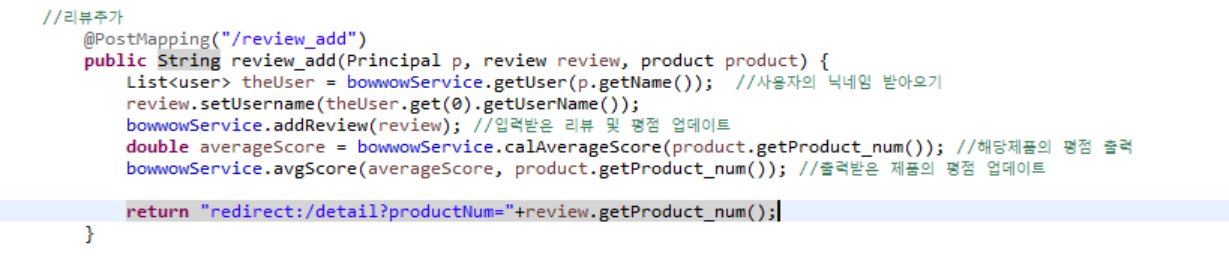 //리뷰추가
@PostMapping("/review_add")
public String review_add(Principal p, review review, product product) {
List<user> theUser = bowwowService.getUser(p.getName()); //사용자의 닉네임 받아오기
review.setUsername(theUser.get(0).getUserName());
bowwowService.addReview(review); //입력받은 리뷰 및 평점 업데이트
double averageScore = bowwowService.calAverageScore(product.getProduct_num()); //해당제품의 평점 출력
bowwowService.avgScore(averageScore, product.getProduct_num()); //출력받은 제품의 평점 업데이트
return "redirect:/detail?productNum="+review.getProduct_num();
}